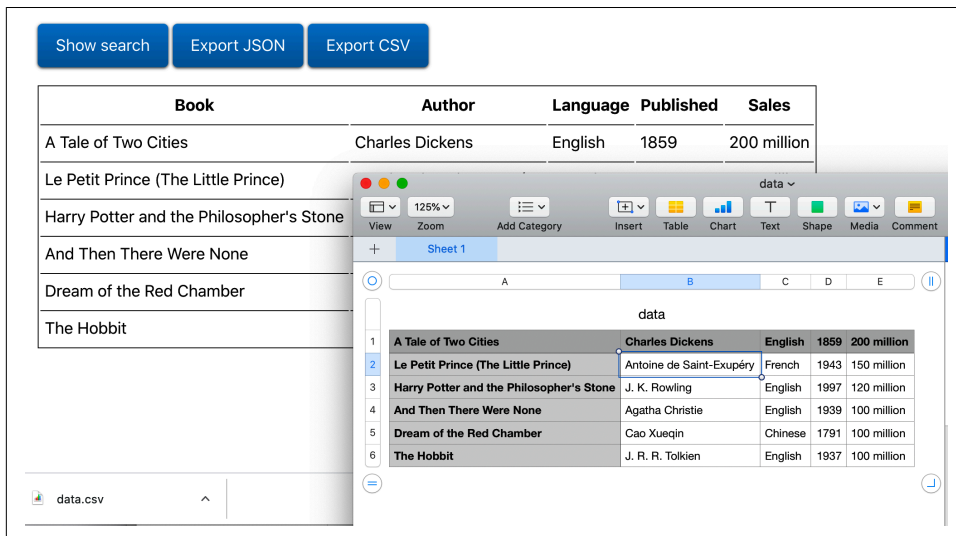 Show search Export JSON Export CSV
Book Author Language Published Sales
A Tale of Two Cities Charles Dickens English 1859 200 million
Le Petit Prince (The Little Prince)
Harry Potter and the Philosopher's Stone
And Then There Were None
Dream of the Red Chamber
The Hobbit
data
125%
View Zoom Add Category Insert Table Chart Text Shape Media Comment
Sheet 1
A B C D E
data
1 A Tale of Two Cities Charles Dickens English 1859 200 million
2 Le Petit Prince (The Little Prince) Antoine de Saint-Exupéry French 1943 150 million
3 Harry Potter and the Philosopher's Stone J. K. Rowling English 1997 120 million
4 And Then There Were None Agatha Christie English 1939 100 million
5 Dream of the Red Chamber Cao Xueqin Chinese 1791 100 million
6 The Hobbit J. R. R. Tolkien English 1937 100 million
data.csv